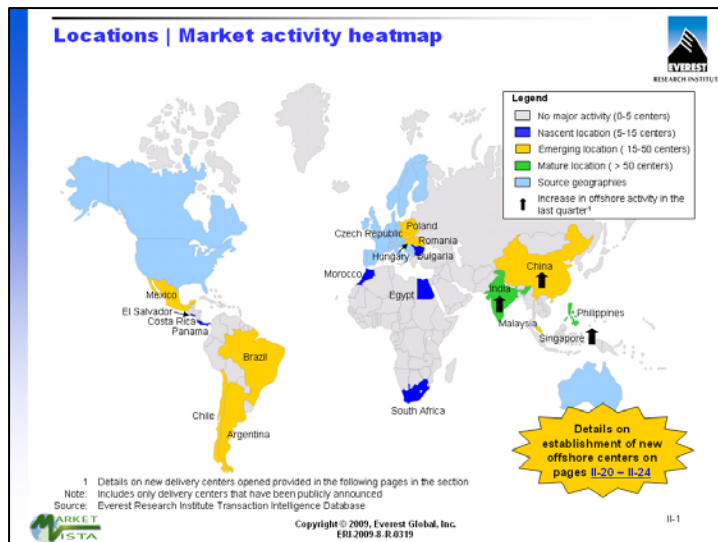 Locations | Market activity heatmap
EVEREST
RESEARCH INSTITUTE
Legend
No major activity (0-5 centers)
Nascent location (5-15 centers)
Emerging location ( 15-50 centers)
Mature location ( > 50 centers)
Source geographies
Increase in offshore activity in the
last quarter¹
Poland
Czech Republic
Romania
Hungary
Bulgaria
Morocco
Egypt
China
India
Mexico
El Salvador
Costa Rica
Panama
Philippines
Malaysia
Singapore
Brazil
South Africa
Chile
Argentina
Details on
establishment of new
offshore centers on
pages II-20 – II-24
1 Details on new delivery centers opened provided in the following pages in the section
Note: Includes only delivery centers that have been publicly announced
Source: Everest Research Institute Transaction Intelligence Database
MARKET
VISTA
Copyright © 2009, Everest Global, Inc.
ERI-2009-8-R-0319
II-1